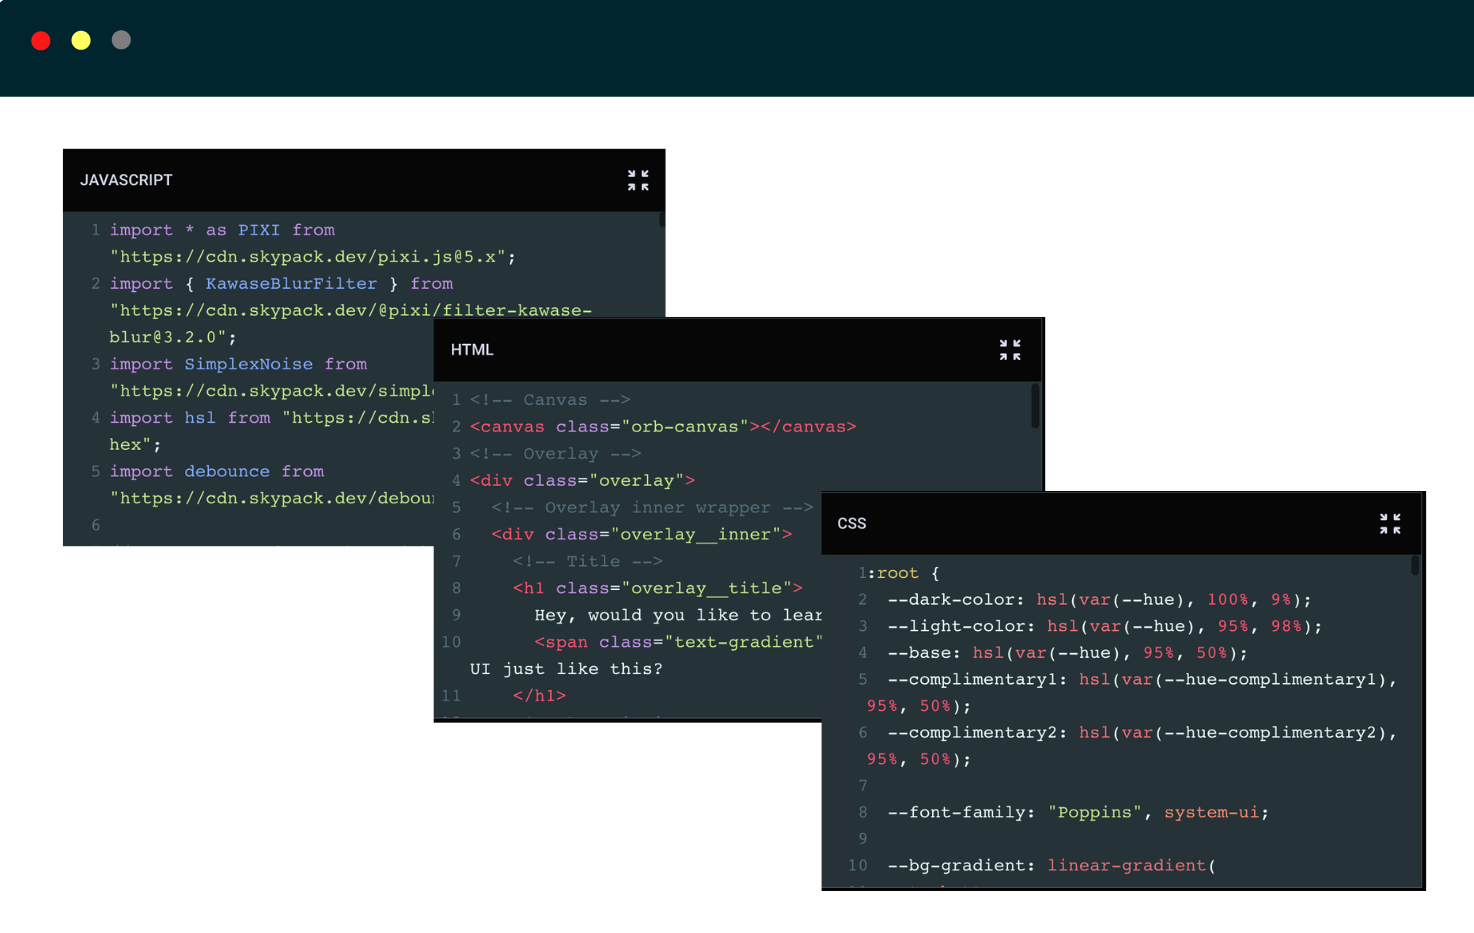 JAVASCRIPT
1 import * as PIXI from
"https://cdn.skypack.dev/pixi.js@5.x";
2 import { KawaseBlurFilter } from
"https://cdn.skypack.dev/@pixi/filter-kawase-
blur@3.2.0";
3 import SimplexNoise from
"https://cdn.skypack.dev/simpl
4 import hsl from "https://cdn.s
hex";
5 import debounce from
"https://cdn.skypack.dev/debou
6
HTML
1 <!-- Canvas -->
2 <canvas class="orb-canvas"></canvas>
3 <!-- Overlay -->
4 <div class="overlay">
5 <!-- Overlay inner wrapper -->
6 <div class="overlay__inner">
7 <!-- Title -->
8 <h1 class="overlay__title">
9 Hey, would you like to lear
10 <span class="text-gradient"
UI just like this?
11 </h1>
CSS
1 :root {
2 --dark-color: hsl(var(--hue), 100%, 9%);
3 --light-color: hsl(var(--hue), 95%, 98%);
4 --base: hsl(var(--hue), 95%, 50%);
5 --complimentary1: hsl(var(--hue-complimentary1),
95%, 50%);
6 --complimentary2: hsl(var(--hue-complimentary2),
95%, 50%);
7
8 --font-family: "Poppins", system-ui;
9
10 --bg-gradient: linear-gradient(